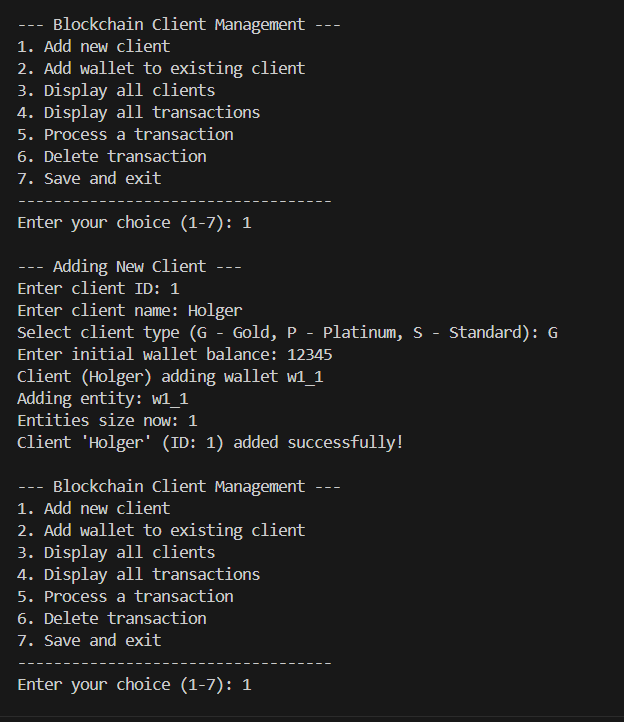 --- Blockchain Client Management ---
1. Add new client
2. Add wallet to existing client
3. Display all clients
4. Display all transactions
5. Process a transaction
6. Delete transaction
7. Save and exit
-----------------------------------
Enter your choice (1-7): 1
--- Adding New Client ---
Enter client ID: 1
Enter client name: Holger
Select client type (G - Gold, P - Platinum, S - Standard): G
Enter initial wallet balance: 12345
Client (Holger) adding wallet w1_1
Adding entity: w1_1
Entities size now: 1
Client 'Holger' (ID: 1) added successfully!
--- Blockchain Client Management ---
1. Add new client
2. Add wallet to existing client
3. Display all clients
4. Display all transactions
5. Process a transaction
6. Delete transaction
7. Save and exit
-----------------------------------
Enter your choice (1-7): 1